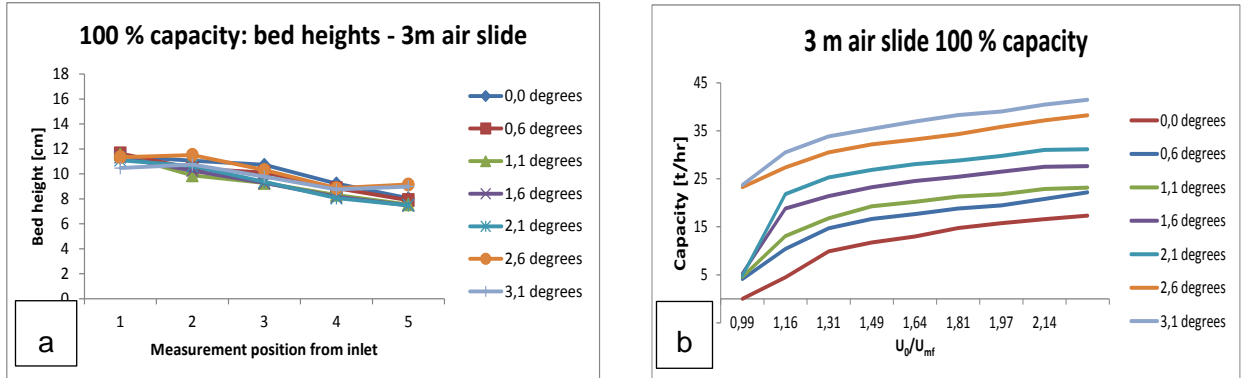 100 % capacity: bed heights - 3m air slide
Bed height [cm]
18
16
14
12
10
8
6
4
2
0
1 2 3 4 5
Measurement position from inlet
0,0 degrees
0,6 degrees
1,1 degrees
1,6 degrees
2,1 degrees
2,6 degrees
3,1 degrees
a
3 m air slide 100 % capacity
Capacity [t/hr]
45
35
25
15
5
0,99 1,16 1,31 1,49 1,64 1,81 1,97 2,14
U0/Umf
0,0 degrees
0,6 degrees
1,1 degrees
1,6 degrees
2,1 degrees
2,6 degrees
3,1 degrees
b